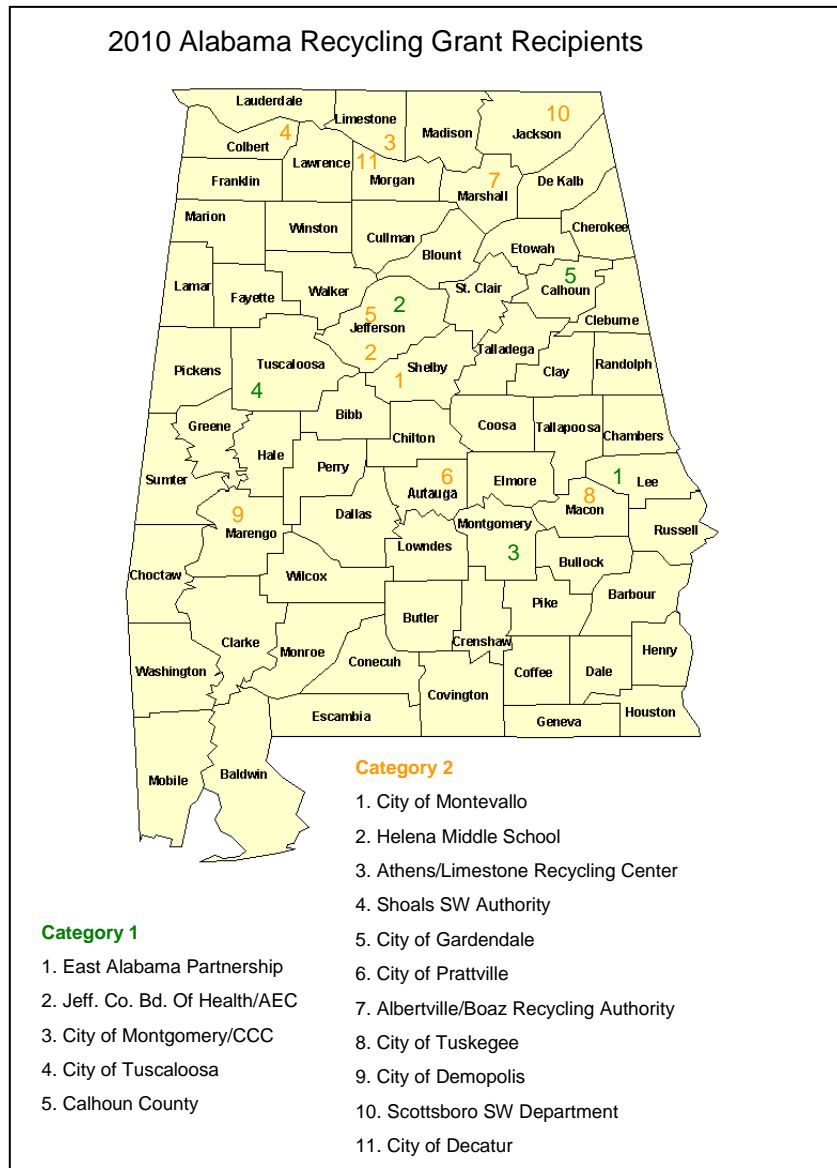 2010 Alabama Recycling Grant Recipients
Lauderdale
Limestone
Madison
10
Jackson
4
3
Colbert
Lawrence
11
Morgan
7
Marshall
De Kalb
Franklin
Marion
Winston
Cullman
Blount
Etowah
Cherokee
Lamar
Fayette
Walker
St. Clair
5
Calhoun
Cleburne
2
5
Jefferson
2
Tuscaloosa
4
Pickens
Shelby
1
Talladega
Clay
Randolph
Greene
Bibb
Hale
Chilton
Coosa
Tallapoosa
Chambers
Sumter
Perry
6
Autauga
Elmore
1
Lee
8
Macon
9
Marengo
Dallas
Lowndes
Montgomery
3
Russell
Bullock
Choctaw
Wilcox
Butler
Crenshaw
Pike
Barbour
Clarke
Monroe
Conecuh
Washington
Covington
Coffee
Dale
Henry
Escambia
Geneva
Houston
Mobile
Baldwin
Category 2
1. City of Montevallo
2. Helena Middle School
3. Athens/Limestone Recycling Center
4. Shoals SW Authority
5. City of Gardendale
6. City of Prattville
7. Albertville/Boaz Recycling Authority
8. City of Tuskegee
9. City of Demopolis
10. Scottsboro SW Department
11. City of Decatur
Category 1
1. East Alabama Partnership
2. Jeff. Co. Bd. Of Health/AEC
3. City of Montgomery/CCC
4. City of Tuscaloosa
5. Calhoun County